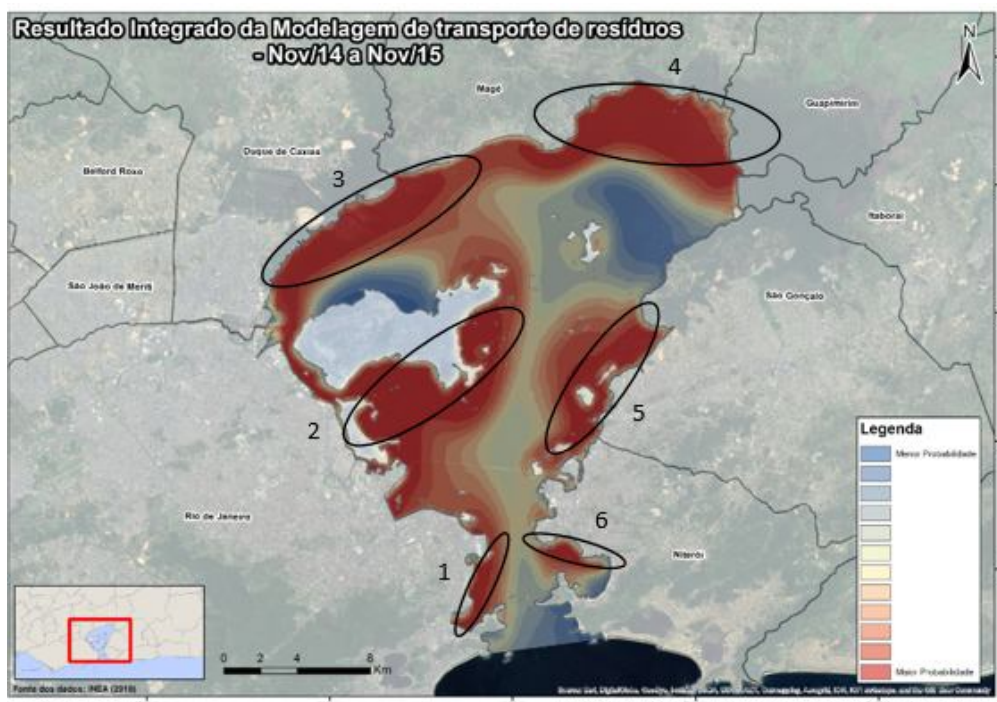 Resultado Integrado da Modelagem de transporte de resíduos
- Nov/14 a Nov/15
N
4
Magé
Guapimirim
Duque de Caxias
Belford Roxo
3
Itaboraí
São João de Meriti
São Gonçalo
2
5
Legenda
Menor Probabilidade
Rio de Janeiro
6
Niterói
1
0 2 4 8
Km
Maior Probabilidade
Fonte dos dados: INEA (2016)